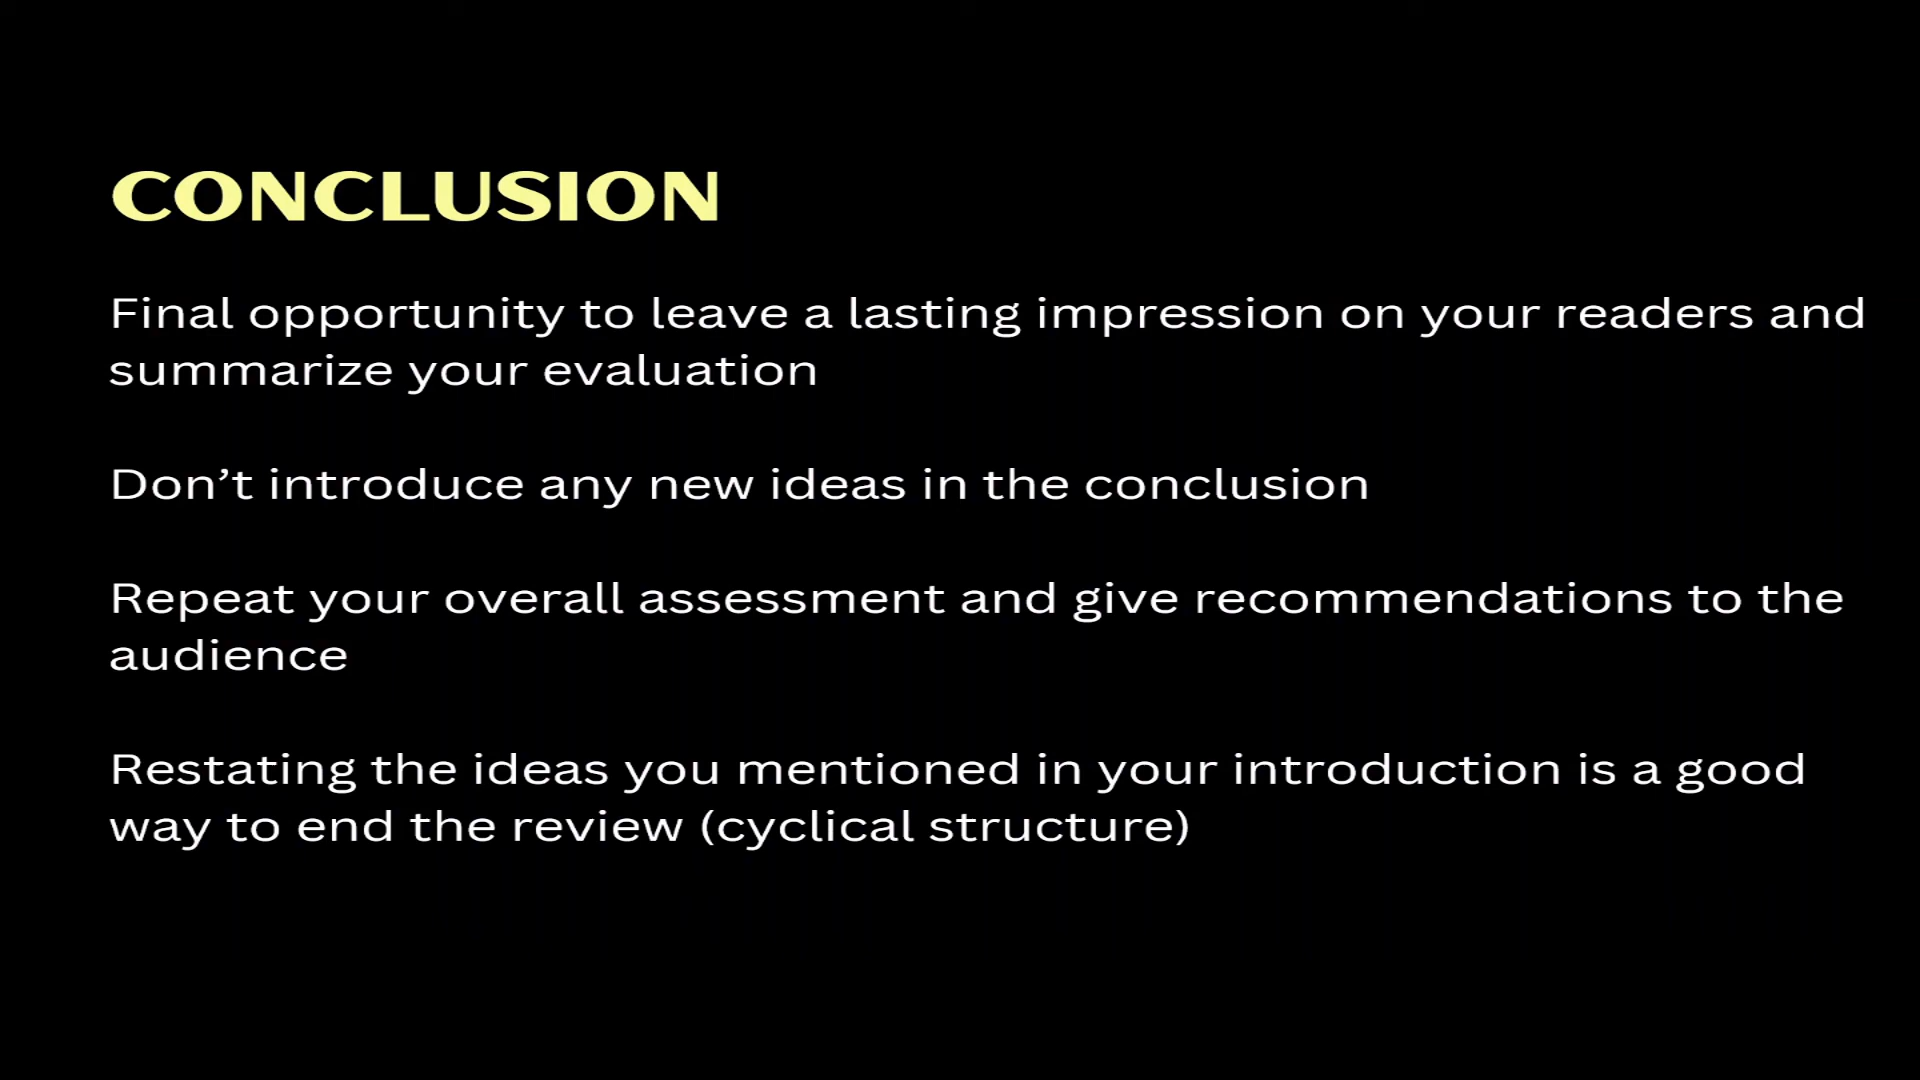 CONCLUSION
Final opportunity to leave a lasting impression on your readers and
summarize your evaluation
Don’t introduce any new ideas in the conclusion
Repeat your overall assessment and give recommendations to the
audience
Restating the ideas you mentioned in your introduction is a good
way to end the review (cyclical structure)